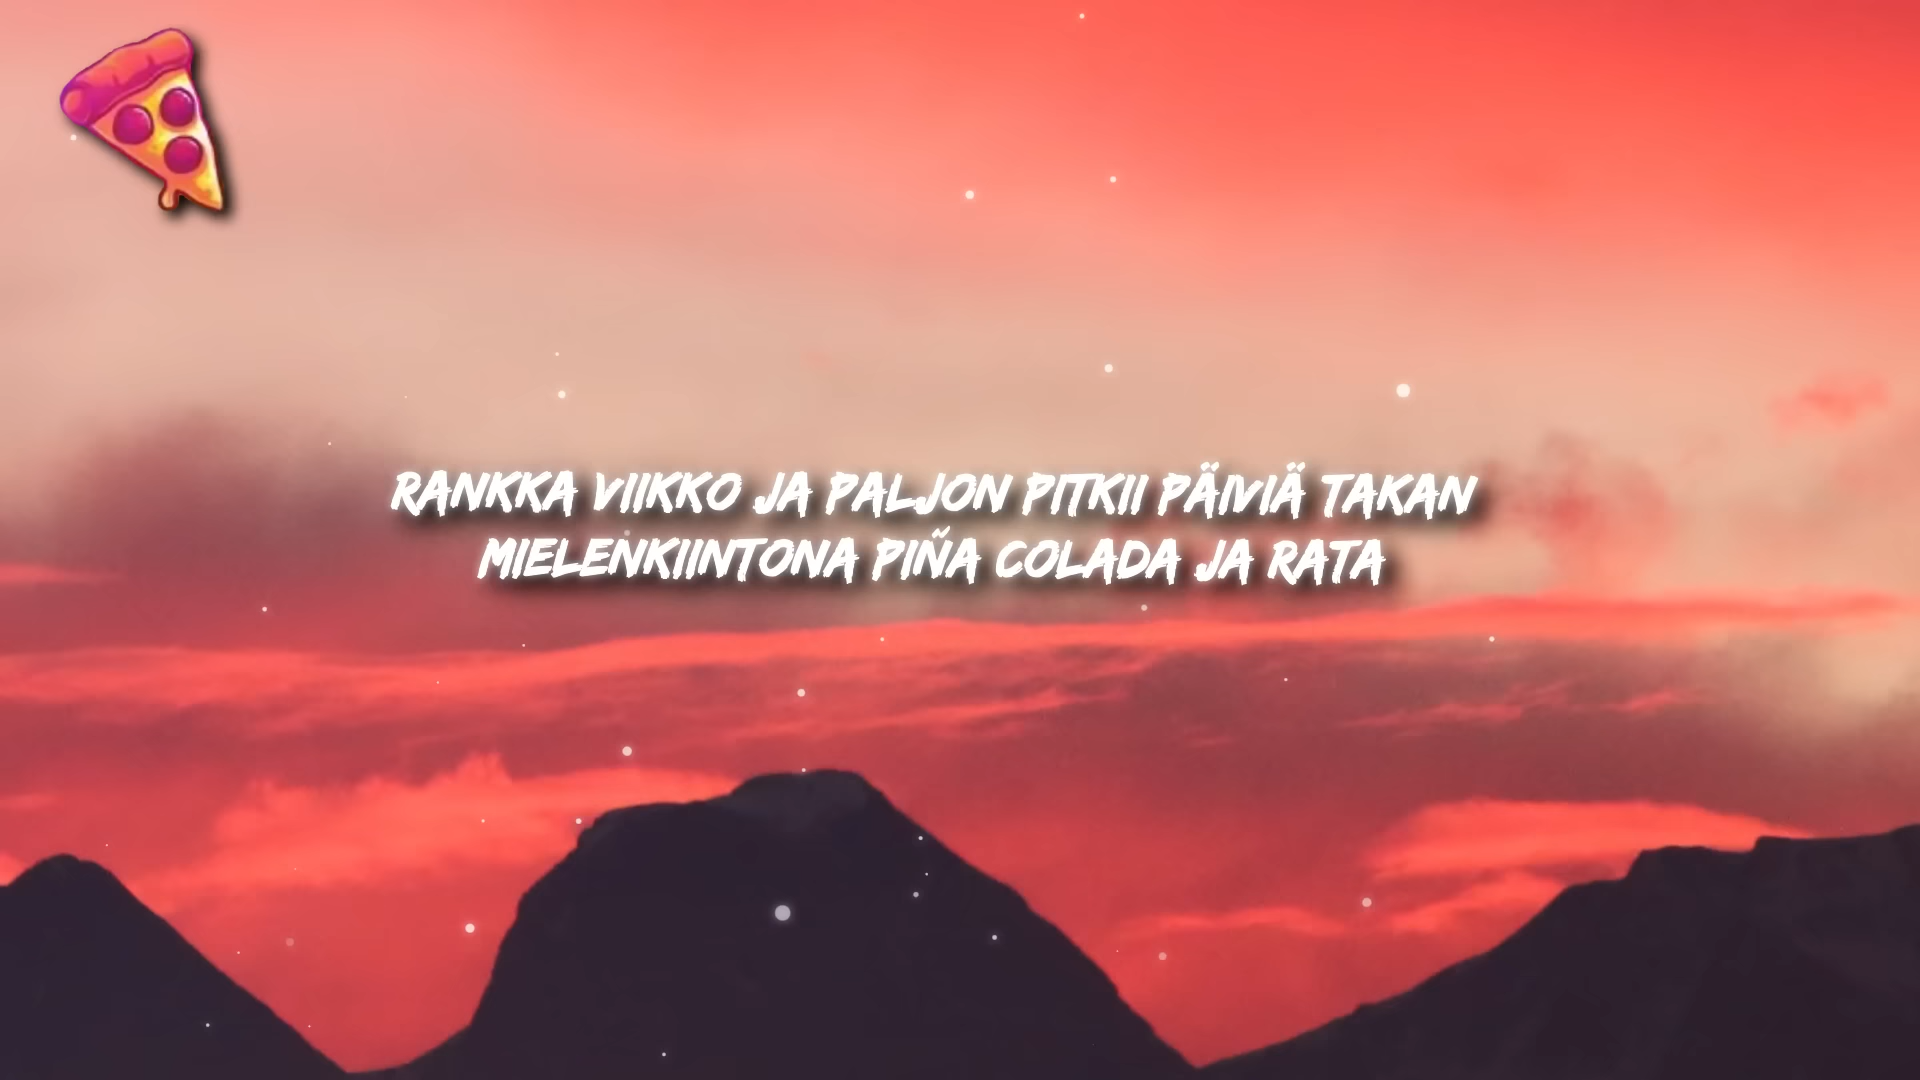 RANKKA VIIKKO JA PALJON PITKII PÄIVIÄ TAKAN
MIELENKIINTONA PIÑA COLADA JA RATA